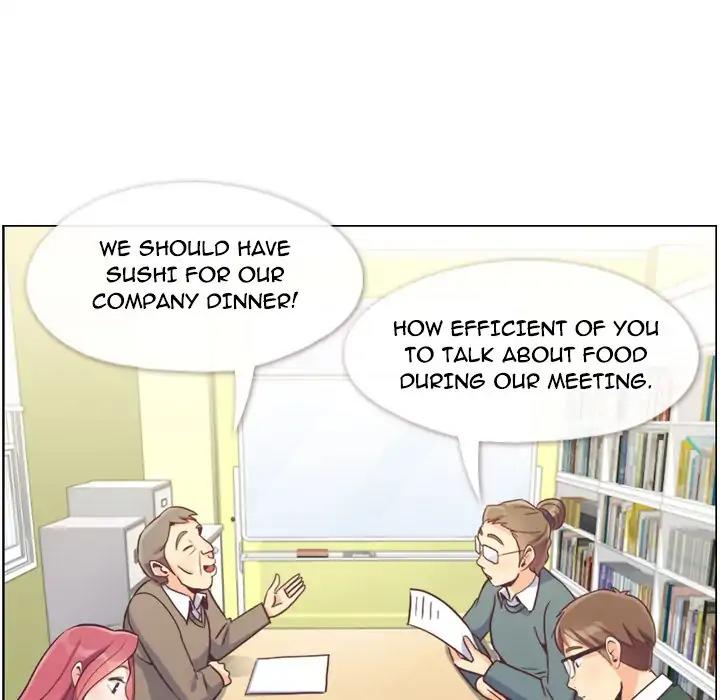 WE SHOULD HAVE
SUSHI FOR OUR
COMPANY DINNER!
HOW EFFICIENT OF YOU
TO TALK ABOUT FOOD
DURING OUR MEETING.